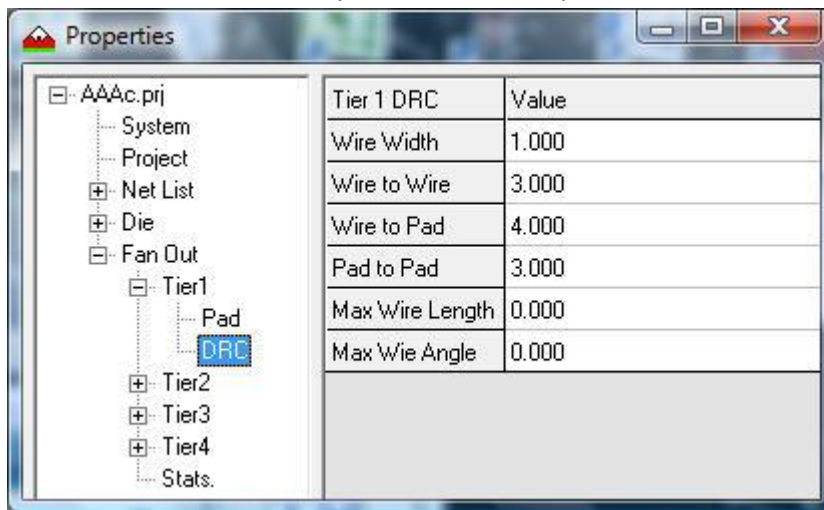 Properties
AAAc.prj
System
Project
Net List
Die
Fan Out
Tier1
Pad
DRC
Tier2
Tier3
Tier4
Stats.
Tier 1 DRC Value
Wire Width 1.000
Wire to Wire 3.000
Wire to Pad 4.000
Pad to Pad 3.000
Max Wire Length 0.000
Max Wie Angle 0.000